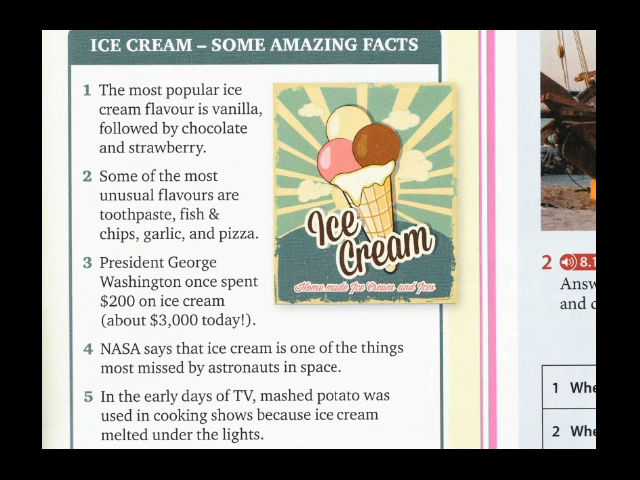 ICE CREAM – SOME AMAZING FACTS
1 The most popular ice
cream flavour is vanilla,
followed by chocolate
and strawberry.
2 Some of the most
unusual flavours are
toothpaste, fish &
chips, garlic, and pizza.
3 President George
Washington once spent
$200 on ice cream
(about $3,000 today!).
4 NASA says that ice cream is one of the things
most missed by astronauts in space.
5 In the early days of TV, mashed potato was
used in cooking shows because ice cream
melted under the lights.
Ice
Cream
Home made Ice Cream and Ices
2 8.1
Answ
and c
1 Whe
2 Whe